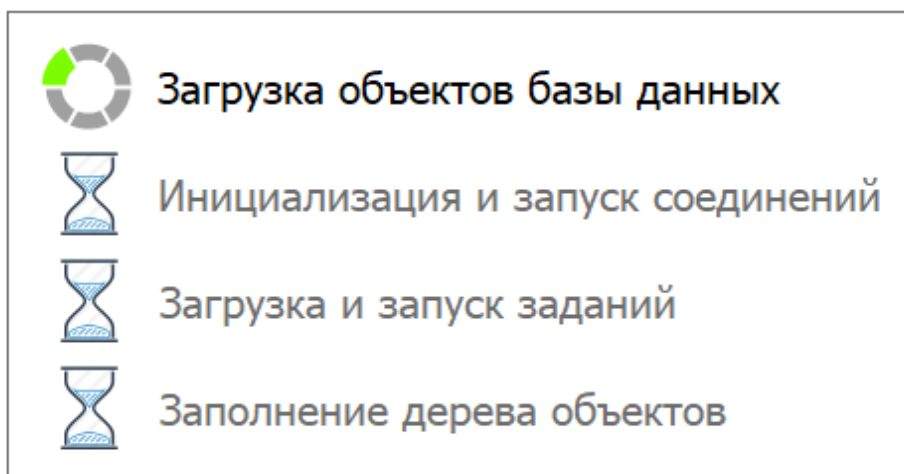 Загрузка объектов базы данных
Инициализация и запуск соединений
Загрузка и запуск заданий
Заполнение дерева объектов